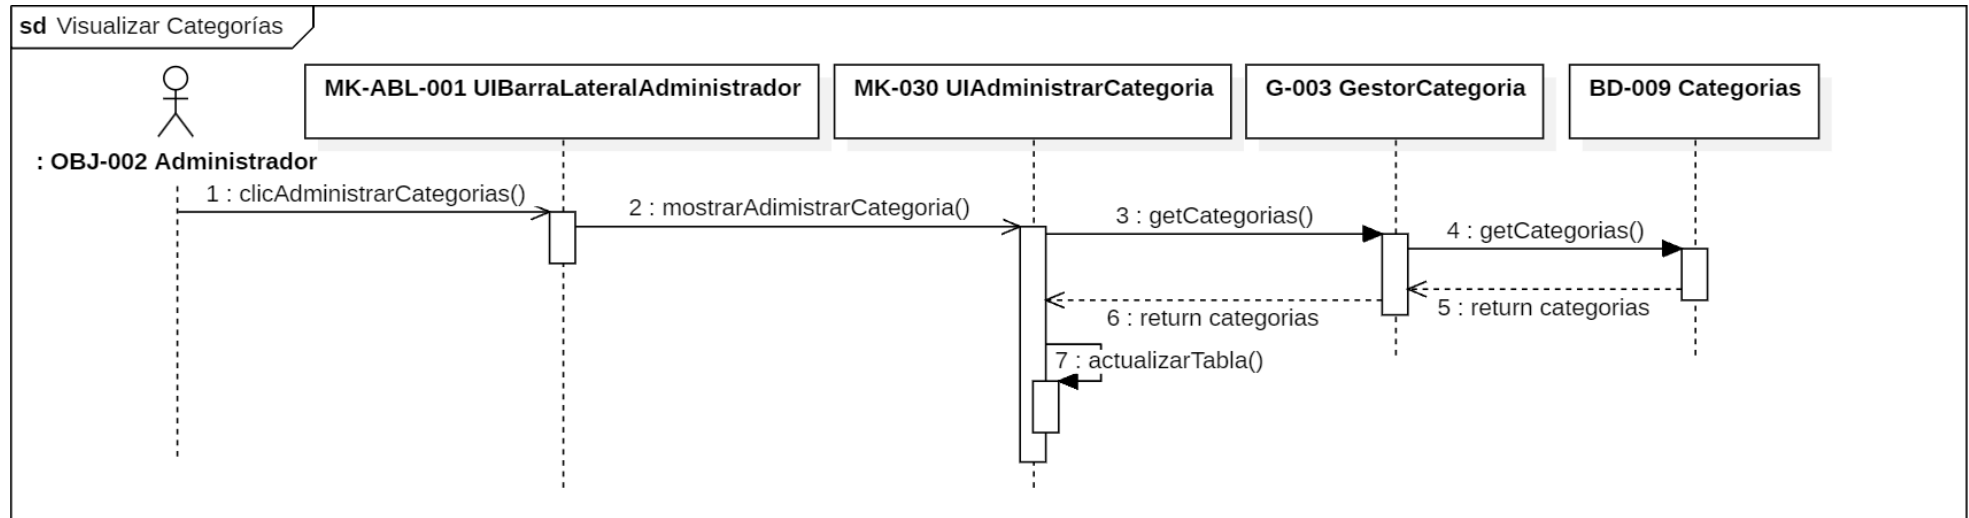 sd Visualizar Categorías
MK-ABL-001 UIBarraLateralAdministrador
MK-030 UIAdministrarCategoria
G-003 GestorCategoria
BD-009 Categorias
: OBJ-002 Administrador
1 : clicAdministrarCategorias()
2 : mostrarAdimistrarCategoria()
3 : getCategorias()
4 : getCategorias()
5 : return categorias
6 : return categorias
7 : actualizarTabla()